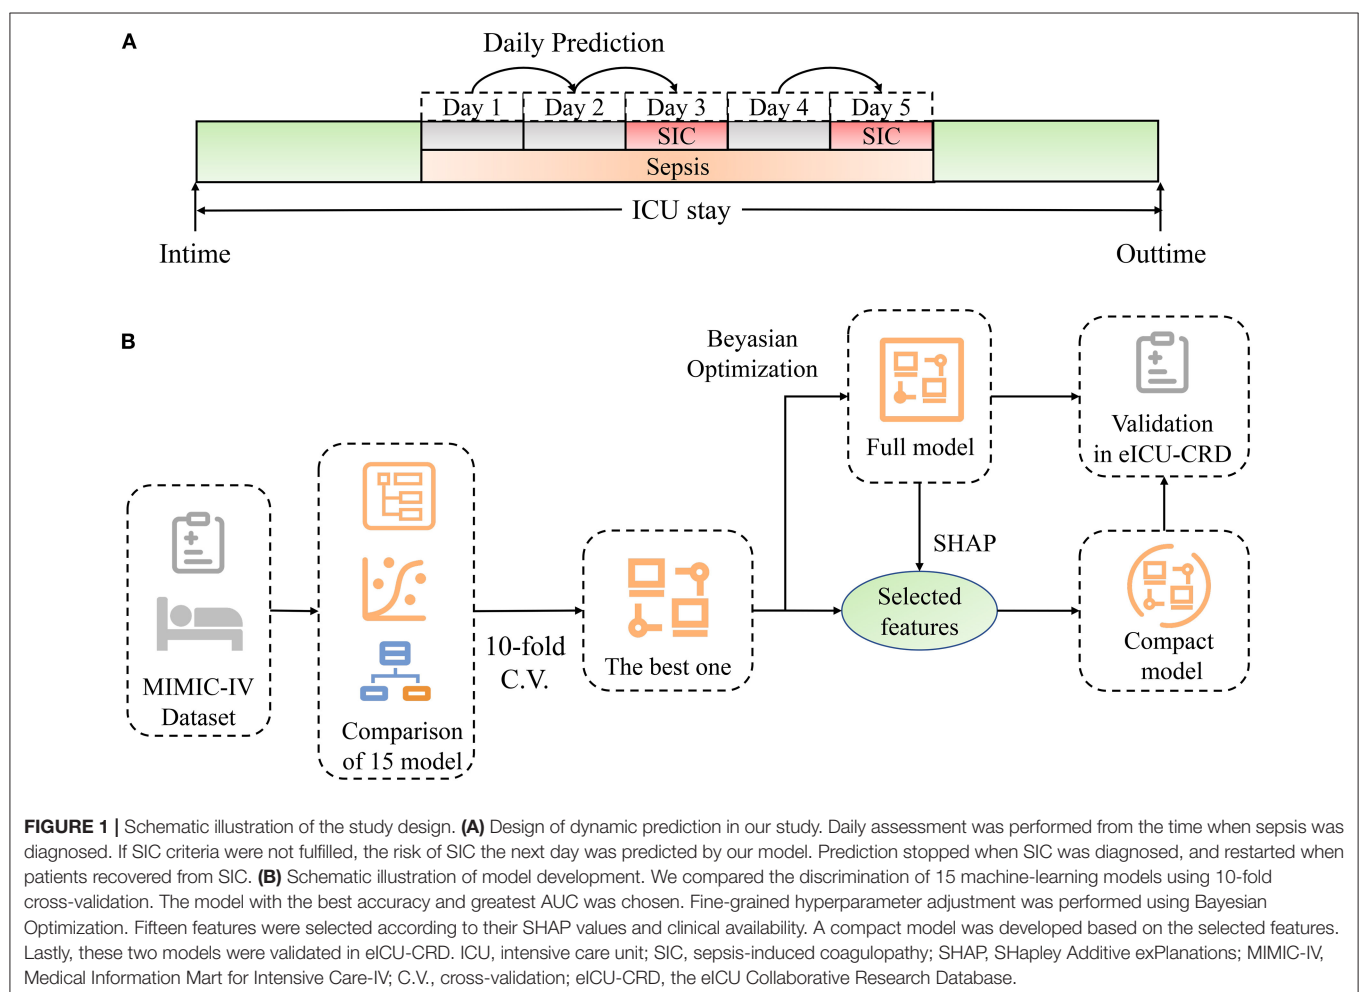 A
Daily Prediction
Day 1 Day 2 Day 3 Day 4 Day 5
SIC SIC
Sepsis
ICU stay
Intime Outtime
B
Beyasian
Optimization
Full model
Validation
in eICU-CRD
SHAP
Selected
features
Compact
model
10-fold
C.V.
The best one
MIMIC-IV
Dataset
Comparison
of 15 model
FIGURE 1 | Schematic illustration of the study design. (A) Design of dynamic prediction in our study. Daily assessment was performed from the time when sepsis was
diagnosed. If SIC criteria were not fulfilled, the risk of SIC the next day was predicted by our model. Prediction stopped when SIC was diagnosed, and restarted when
patients recovered from SIC. (B) Schematic illustration of model development. We compared the discrimination of 15 machine-learning models using 10-fold
cross-validation. The model with the best accuracy and greatest AUC was chosen. Fine-grained hyperparameter adjustment was performed using Bayesian
Optimization. Fifteen features were selected according to their SHAP values and clinical availability. A compact model was developed based on the selected features.
Lastly, these two models were validated in eICU-CRD. ICU, intensive care unit; SIC, sepsis-induced coagulopathy; SHAP, SHapley Additive exPlanations; MIMIC-IV,
Medical Information Mart for Intensive Care-IV; C.V., cross-validation; eICU-CRD, the eICU Collaborative Research Database.